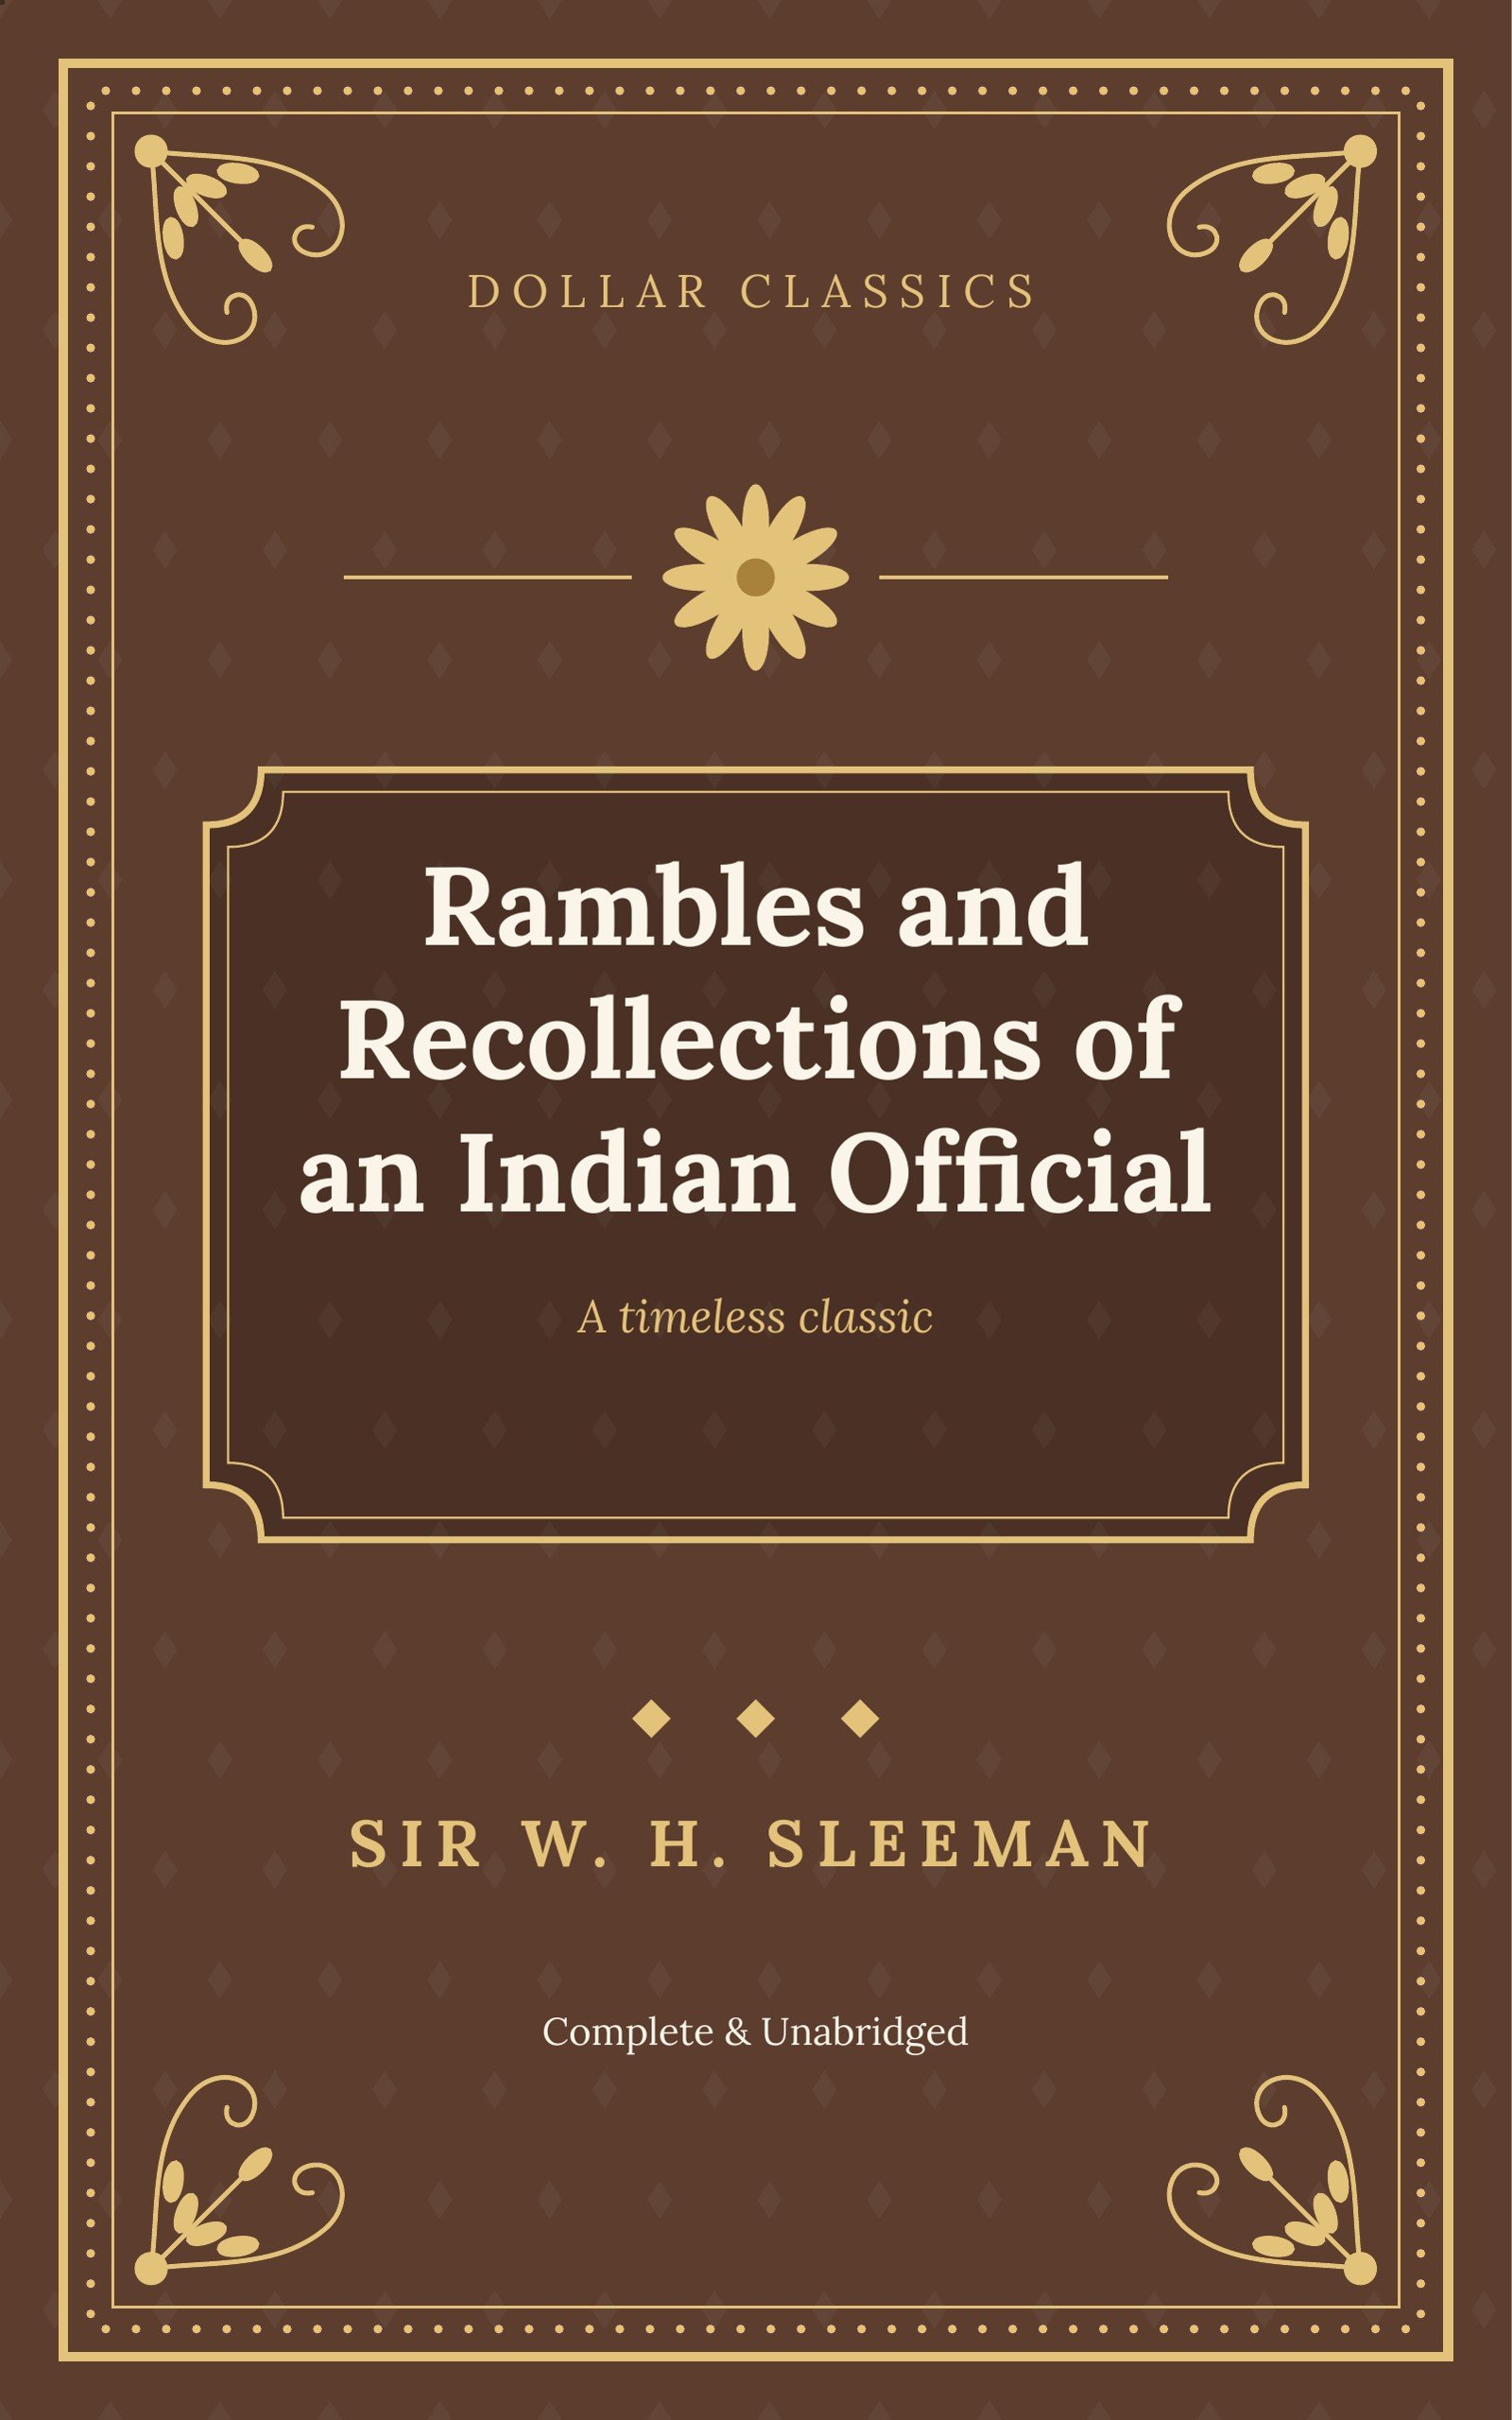 DOLLAR CLASSICS
Rambles and
Recollections of
an Indian Official
A timeless classic
SIR W. H. SLEEMAN
Complete & Unabridged